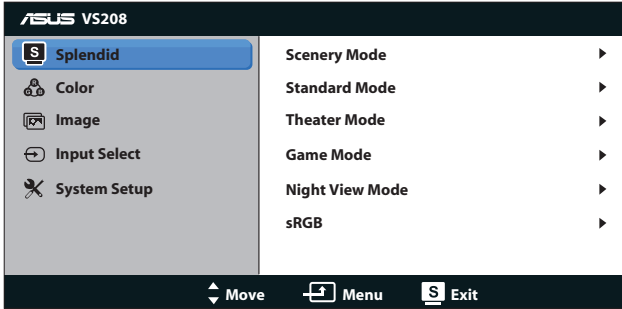 ASUS VS208
S Splendid
Color
Image
Input Select
System Setup
Scenery Mode
Standard Mode
Theater Mode
Game Mode
Night View Mode
sRGB
Move Menu S Exit